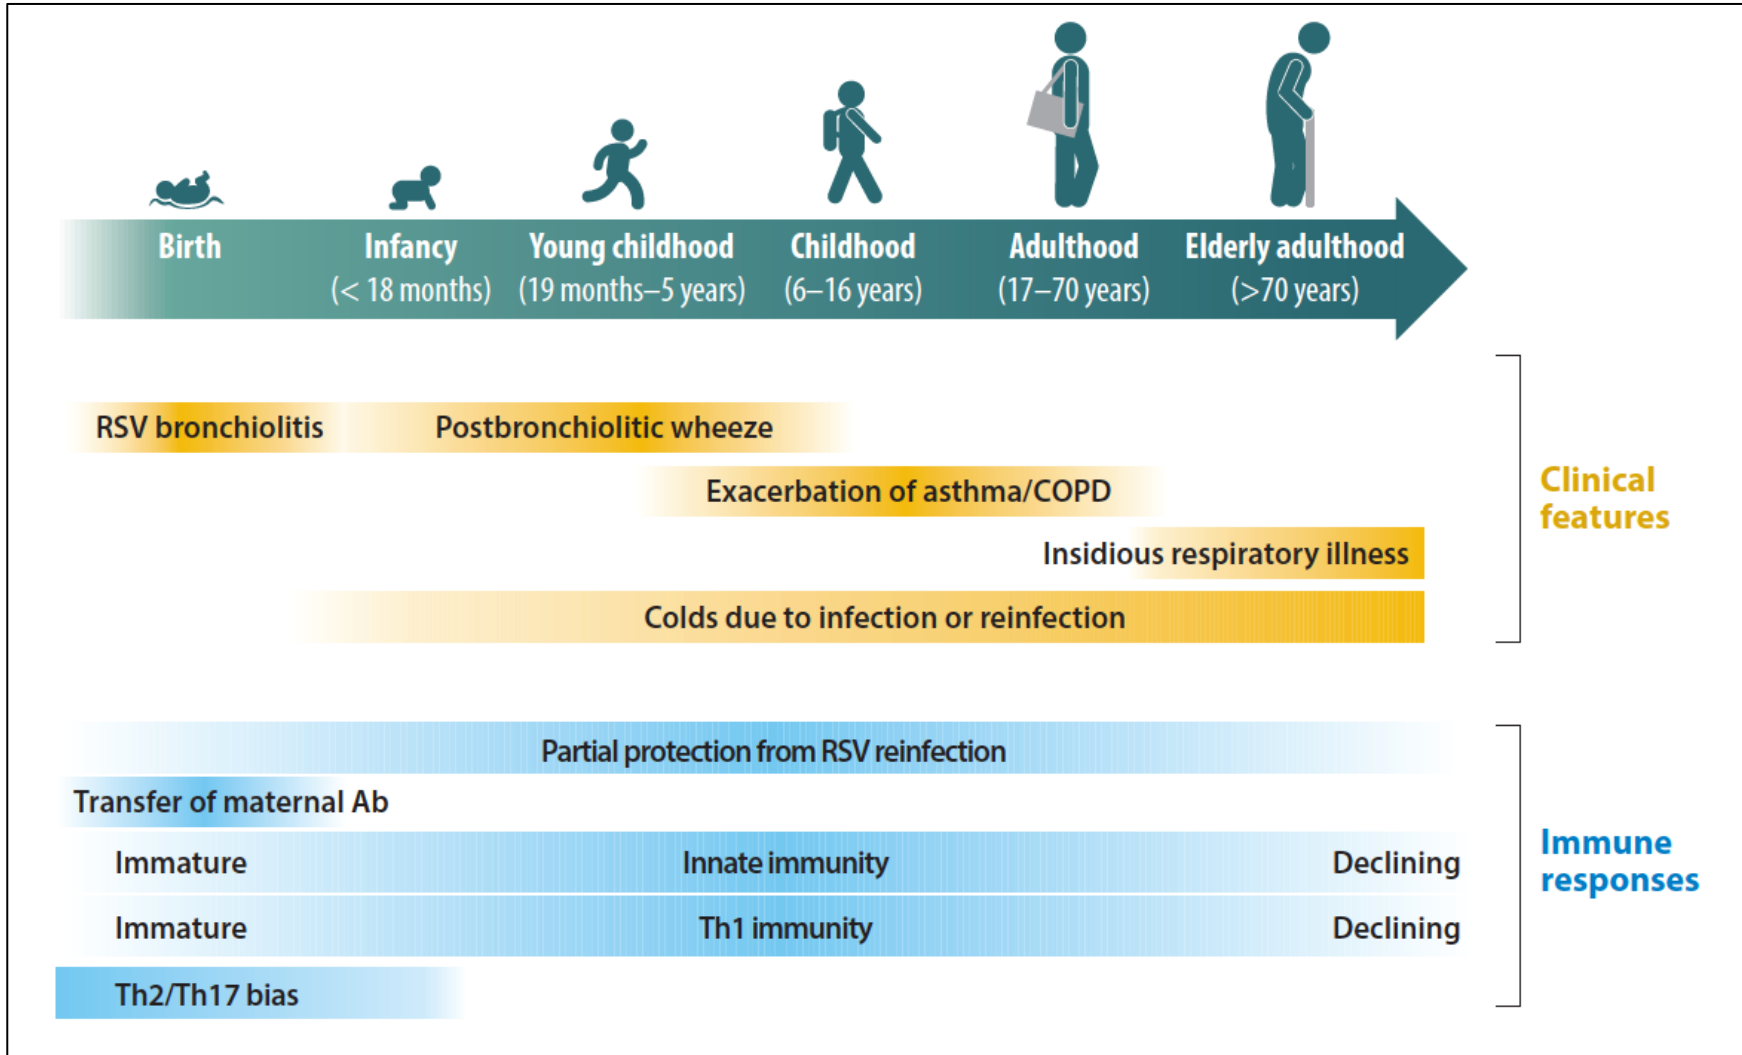 Birth
Infancy
(< 18 months)
Young childhood
(19 months–5 years)
Childhood
(6–16 years)
Adulthood
(17–70 years)
Elderly adulthood
(>70 years)
RSV bronchiolitis
Postbronchiolitic wheeze
Exacerbation of asthma/COPD
Insidious respiratory illness
Colds due to infection or reinfection
Clinical
features
Partial protection from RSV reinfection
Transfer of maternal Ab
Immature
Innate immunity
Declining
Immature
Th1 immunity
Declining
Th2/Th17 bias
Immune
responses